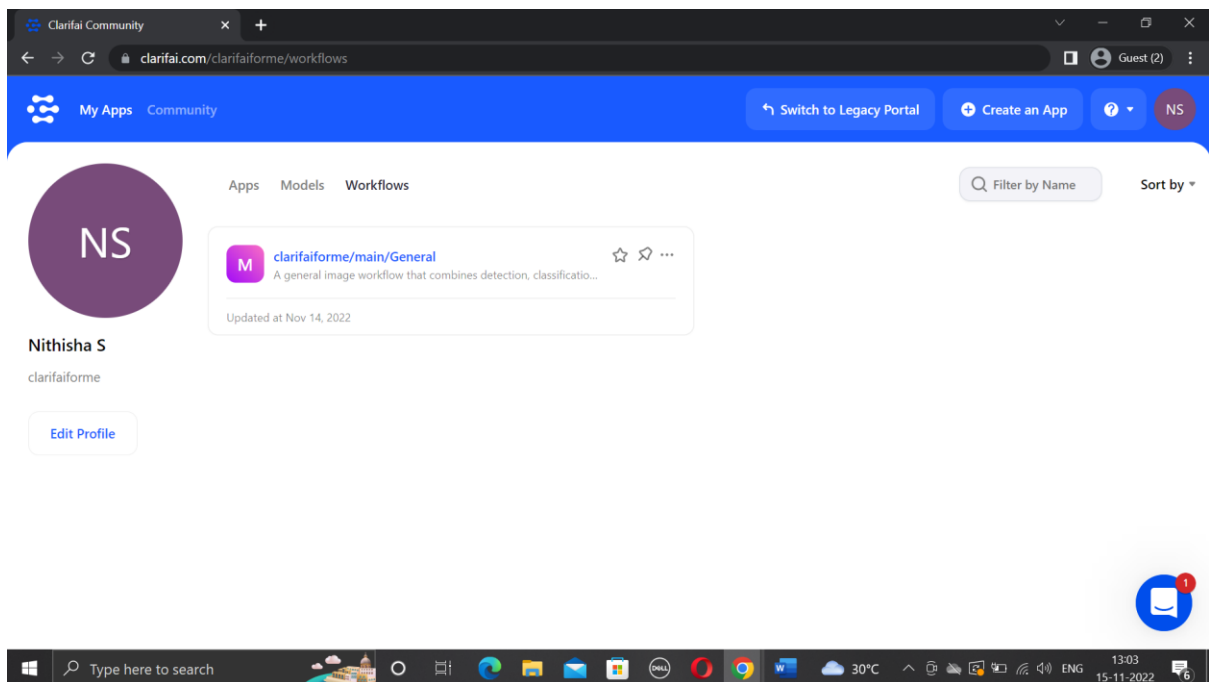 Clarifai Community
clarifai.com/clarifaiforme/workflows
Guest (2)
My Apps Community
Switch to Legacy Portal
Create an App
NS
Apps Models Workflows
Filter by Name
Sort by
NS
M
clarifaiforme/main/General
A general image workflow that combines detection, classificatio...
Updated at Nov 14, 2022
Nithisha S
clarifaiforme
Edit Profile
1
Type here to search
DELL
W
30°C
ENG
13:03
15-11-2022
6